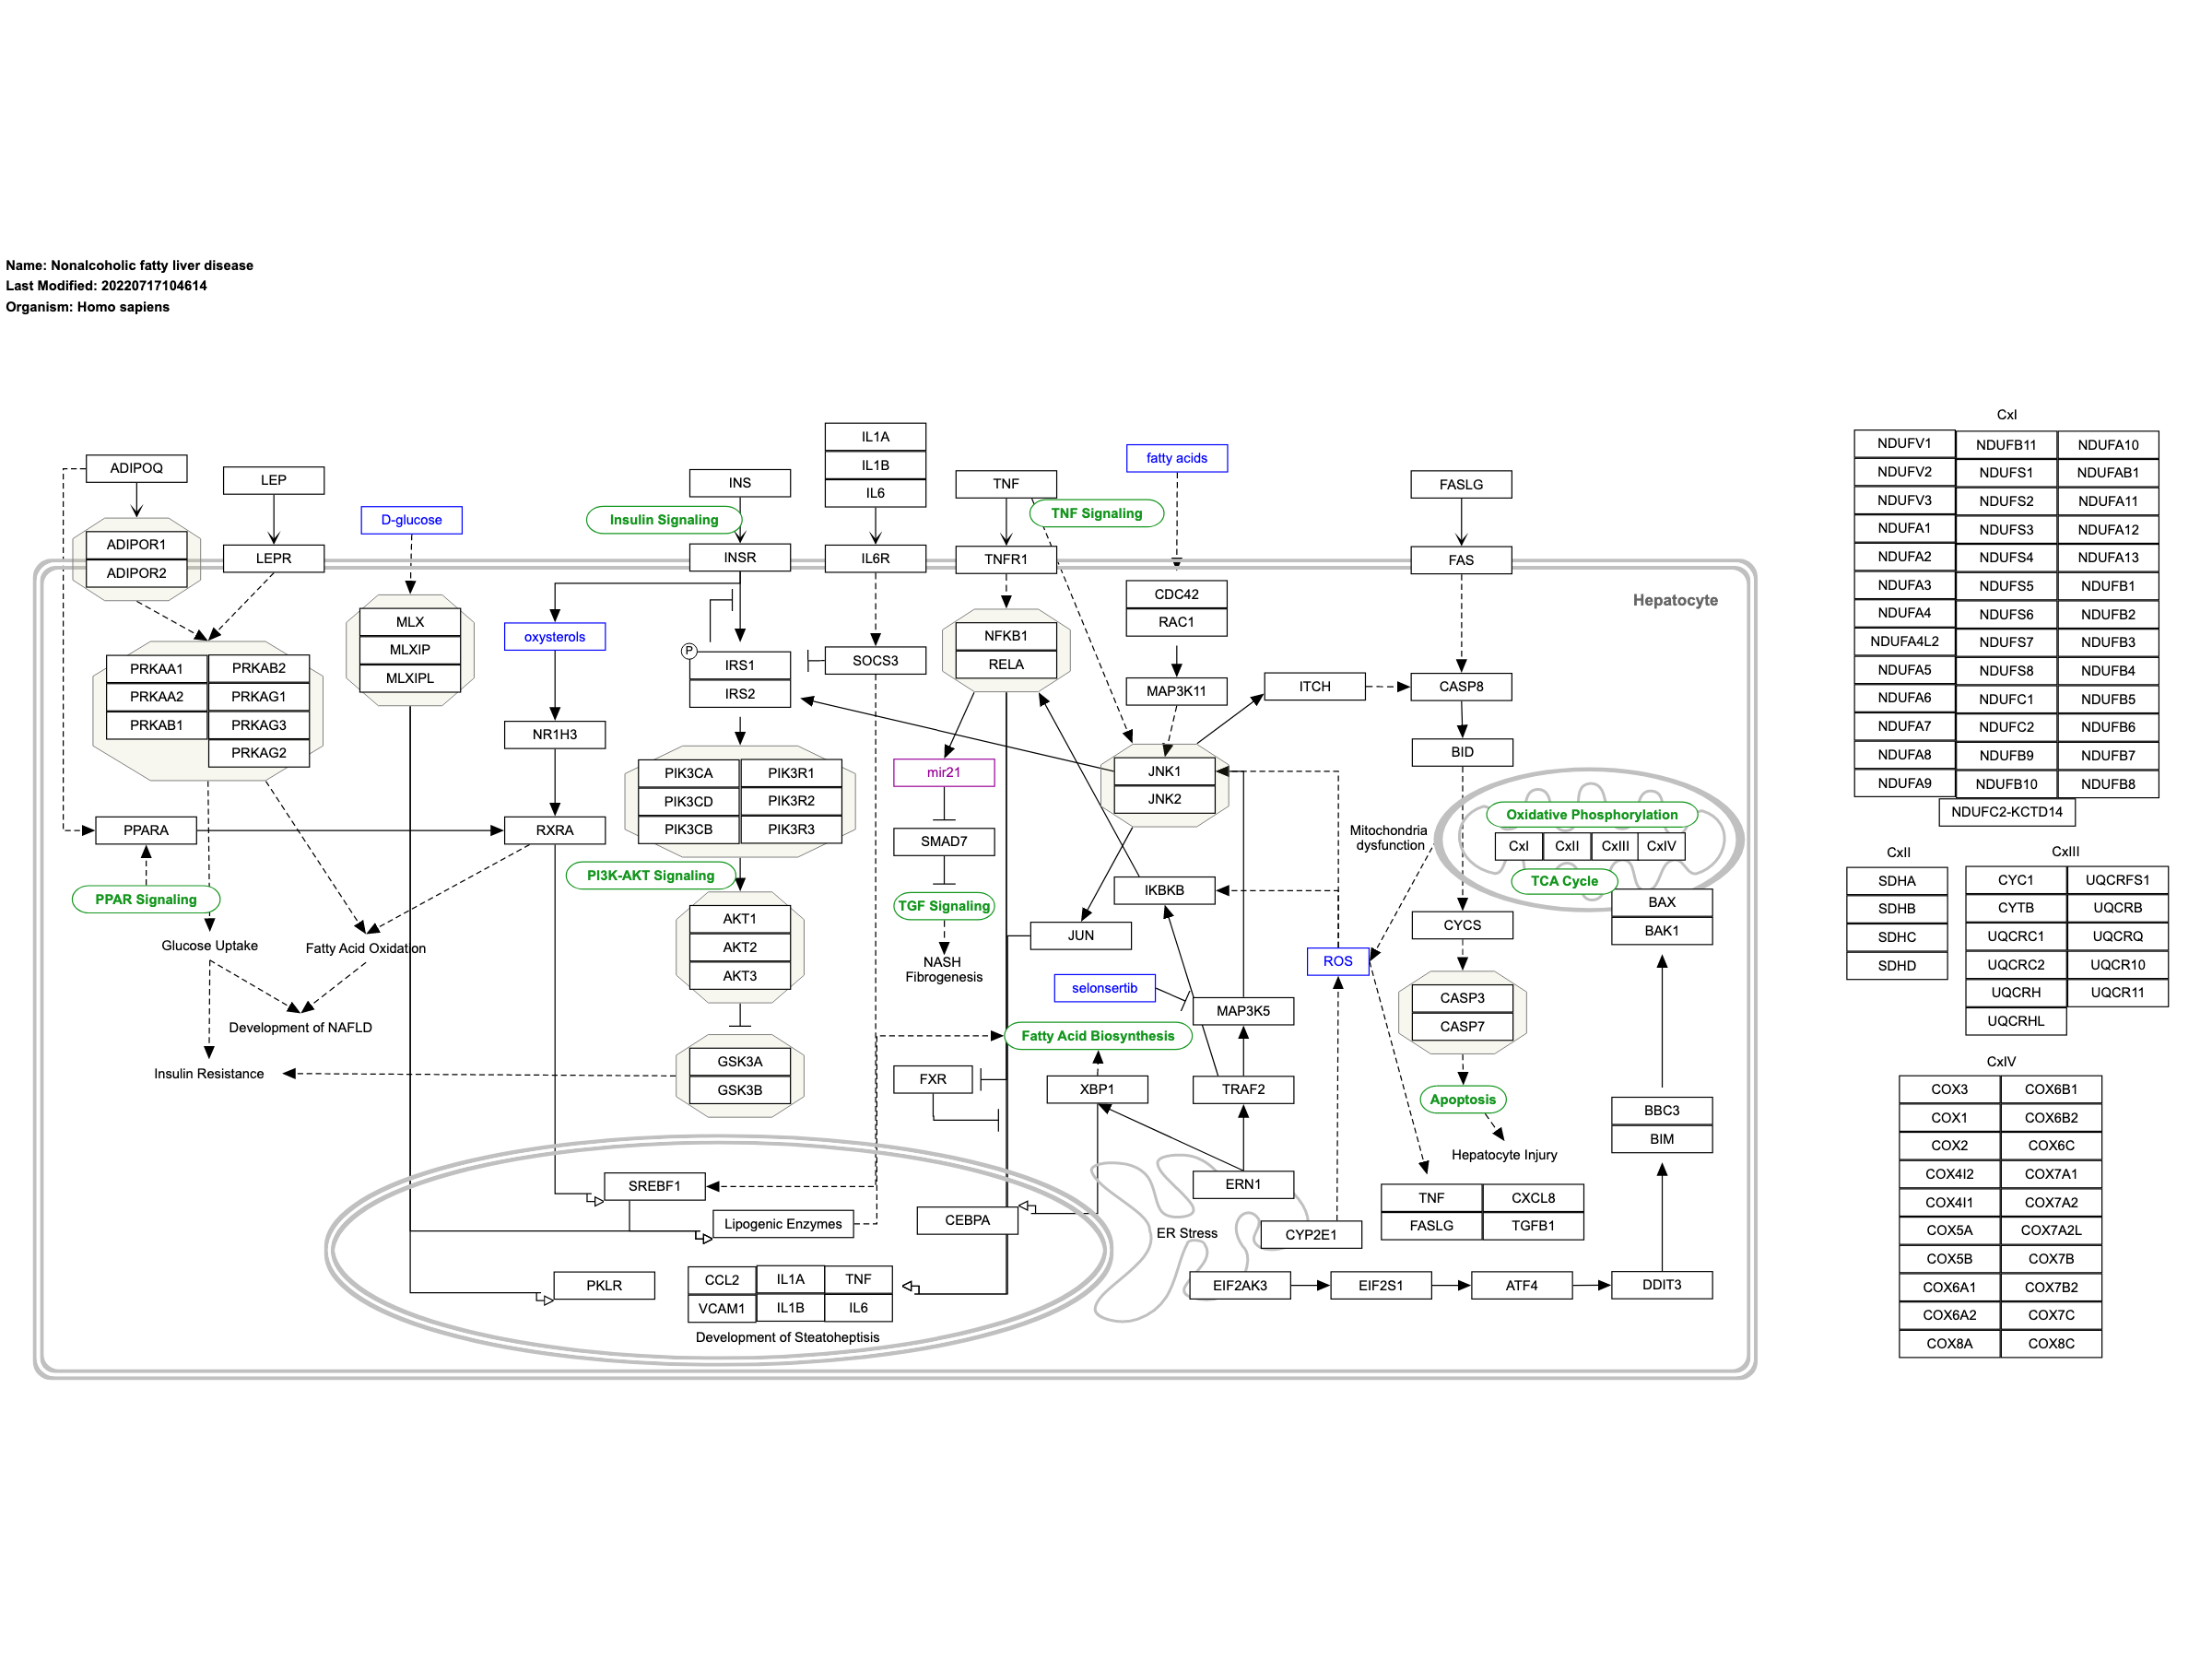 Name: Nonalcoholic fatty liver disease
Last Modified: 20220717104614
Organism: Homo sapiens
ADIPOQ
LEP
D-glucose
INS
Insulin Signaling
IL1A
IL1B
IL6
TNF
TNF Signaling
fatty acids
FASLG
ADIPOR1
ADIPOR2
LEPR
INSR
IL6R
TNFR1
FAS
Hepatocyte
MLX
MLXIP
MLXIPL
oxysterols
P
IRS1
IRS2
SOCS3
NFKB1
RELA
CDC42
RAC1
MAP3K11
ITCH
CASP8
PRKAA1
PRKAA2
PRKAB1
PRKAB2
PRKAG1
PRKAG3
PRKAG2
NR1H3
PIK3CA
PIK3CD
PIK3CB
PIK3R1
PIK3R2
PIK3R3
mir21
JNK1
JNK2
BID
PPARA
RXRA
SMAD7
Mitochondria
dysfunction
Oxidative Phosphorylation
CxI
CxII
CxIII
CxIV
TCA Cycle
PPAR Signaling
PI3K-AKT Signaling
TGF Signaling
IKBKB
BAX
BAK1
Glucose Uptake
Fatty Acid Oxidation
AKT1
AKT2
AKT3
NASH
Fibrogenesis
JUN
CYCS
ROS
selonsertib
MAP3K5
CASP3
CASP7
Development of NAFLD
Fatty Acid Biosynthesis
Insulin Resistance
GSK3A
GSK3B
FXR
XBP1
TRAF2
Apoptosis
BBC3
BIM
Hepatocyte Injury
SREBF1
Lipogenic Enzymes
CEBPA
ERN1
ER Stress
CYP2E1
TNF
FASLG
CXCL8
TGFB1
PKLR
CCL2
VCAM1
IL1A
IL1B
TNF
IL6
Development of Steatoheptisis
EIF2AK3
EIF2S1
ATF4
DDIT3
CxI
NDUFV1
NDUFV2
NDUFV3
NDUFA1
NDUFA2
NDUFA3
NDUFA4
NDUFA4L2
NDUFA5
NDUFA6
NDUFA7
NDUFA8
NDUFA9
NDUFB11
NDUFS1
NDUFS2
NDUFS3
NDUFS4
NDUFS5
NDUFS6
NDUFS7
NDUFS8
NDUFC1
NDUFC2
NDUFB9
NDUFB10
NDUFA10
NDUFAB1
NDUFA11
NDUFA12
NDUFA13
NDUFB1
NDUFB2
NDUFB3
NDUFB4
NDUFB5
NDUFB6
NDUFB7
NDUFB8
NDUFC2-KCTD14
CxII
SDHA
SDHB
SDHC
SDHD
CxIII
CYC1
CYTB
UQCRC1
UQCRC2
UQCRH
UQCRHL
UQCRFS1
UQCRB
UQCRQ
UQCR10
UQCR11
CxIV
COX3
COX1
COX2
COX4I2
COX4I1
COX5A
COX5B
COX6A1
COX6A2
COX8A
COX6B1
COX6B2
COX6C
COX7A1
COX7A2
COX7A2L
COX7B
COX7B2
COX7C
COX8C